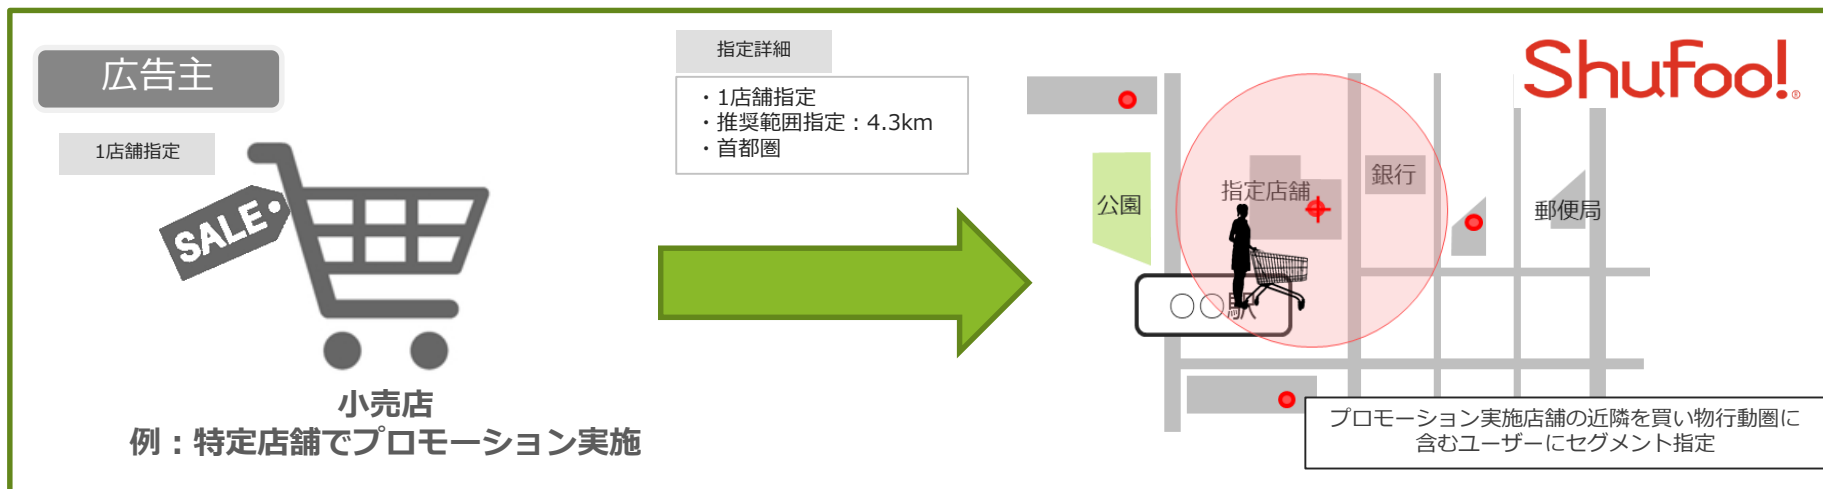 広告主
1店舗指定
SALE
小売店
例：特定店舗でプロモーション実施
指定詳細
・1店舗指定
・推奨範囲指定：4.3km
・首都圏
Shufoo!®
公園
指定店舗
銀行
郵便局
○○駅
プロモーション実施店舗の近隣を買い物行動圏に
含むユーザーにセグメント指定